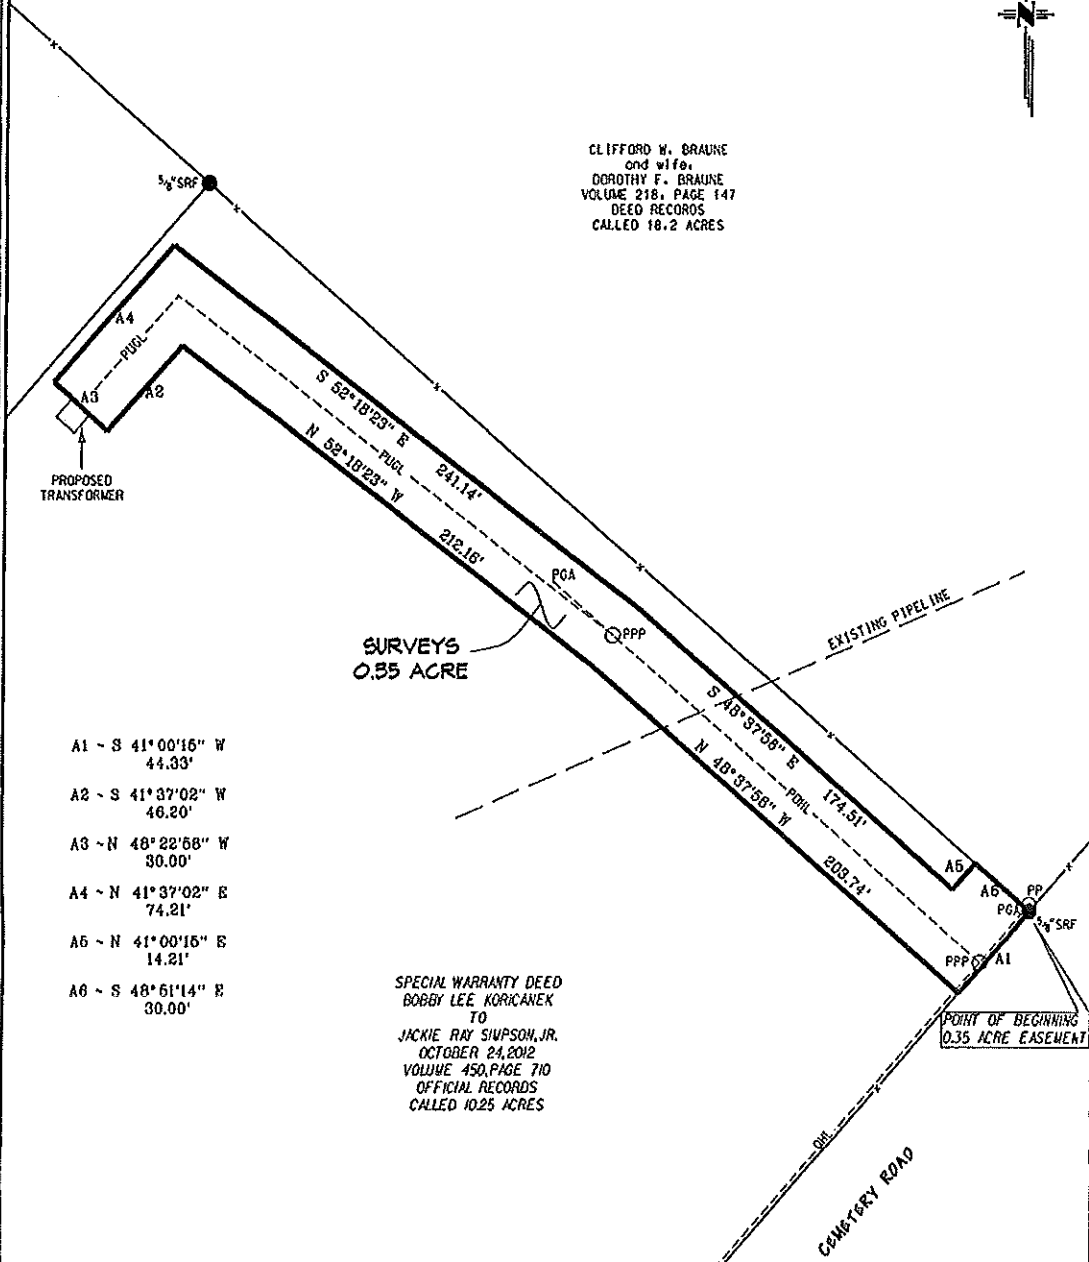 N
CLIFFORD W. BRAUNE
and wife,
DOROTHY F. BRAUNE
VOLUME 218, PAGE 147
DEED RECORDS
CALLED 18.2 ACRES
5/8"SRF
A4
PUGL
A3
A2
PROPOSED
TRANSFORMER
S 52°18'23" E 241.14'
PUGL
N 52°18'23" W 212.16'
PGA
PPP
SURVEYS
0.35 ACRE
EXISTING PIPELINE
S 48°37'58" E 174.51'
POHL
N 48°37'58" W 203.74'
A1 ~ S 41°00'15" W
44.33'
A2 ~ S 41°37'02" W
46.20'
A3 ~ N 48°22'58" W
30.00'
A4 ~ N 41°37'02" E
74.21'
A5 ~ N 41°00'15" E
14.21'
A6 ~ S 48°51'14" E
30.00'
A5
A6
PP
PGA
5/8"SRF
PPP
A1
POINT OF BEGINNING
0.35 ACRE EASEMENT
SPECIAL WARRANTY DEED
BOBBY LEE KORICANEK
TO
JACKIE RAY SIMPSON, JR.
OCTOBER 24, 2012
VOLUME 450, PAGE 710
OFFICIAL RECORDS
CALLED 10.25 ACRES
OHL
CEMETERY ROAD